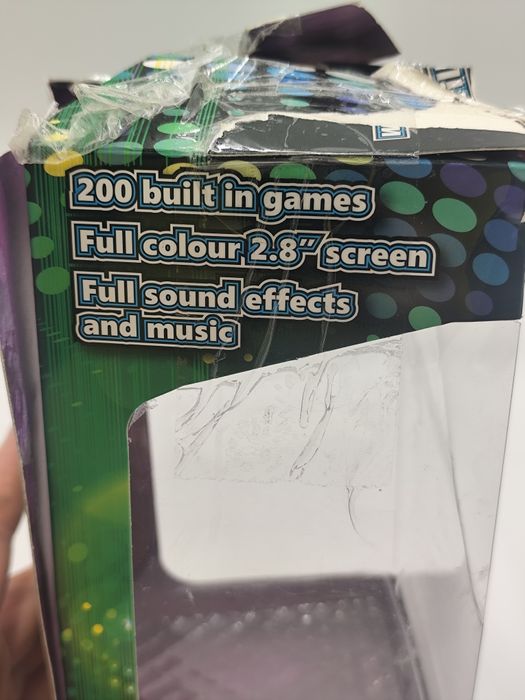 200 built in games
Full colour 2.8” screen
Full sound effects
and music